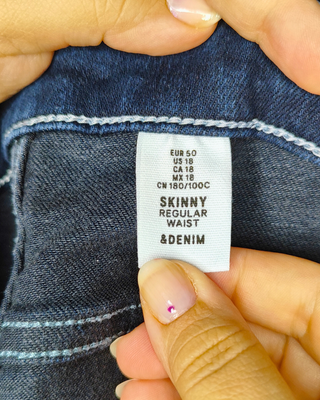 EUR 50
US 18
CA 18
MX 18
CN 180/100C
SKINNY
REGULAR
WAIST
&DENIM